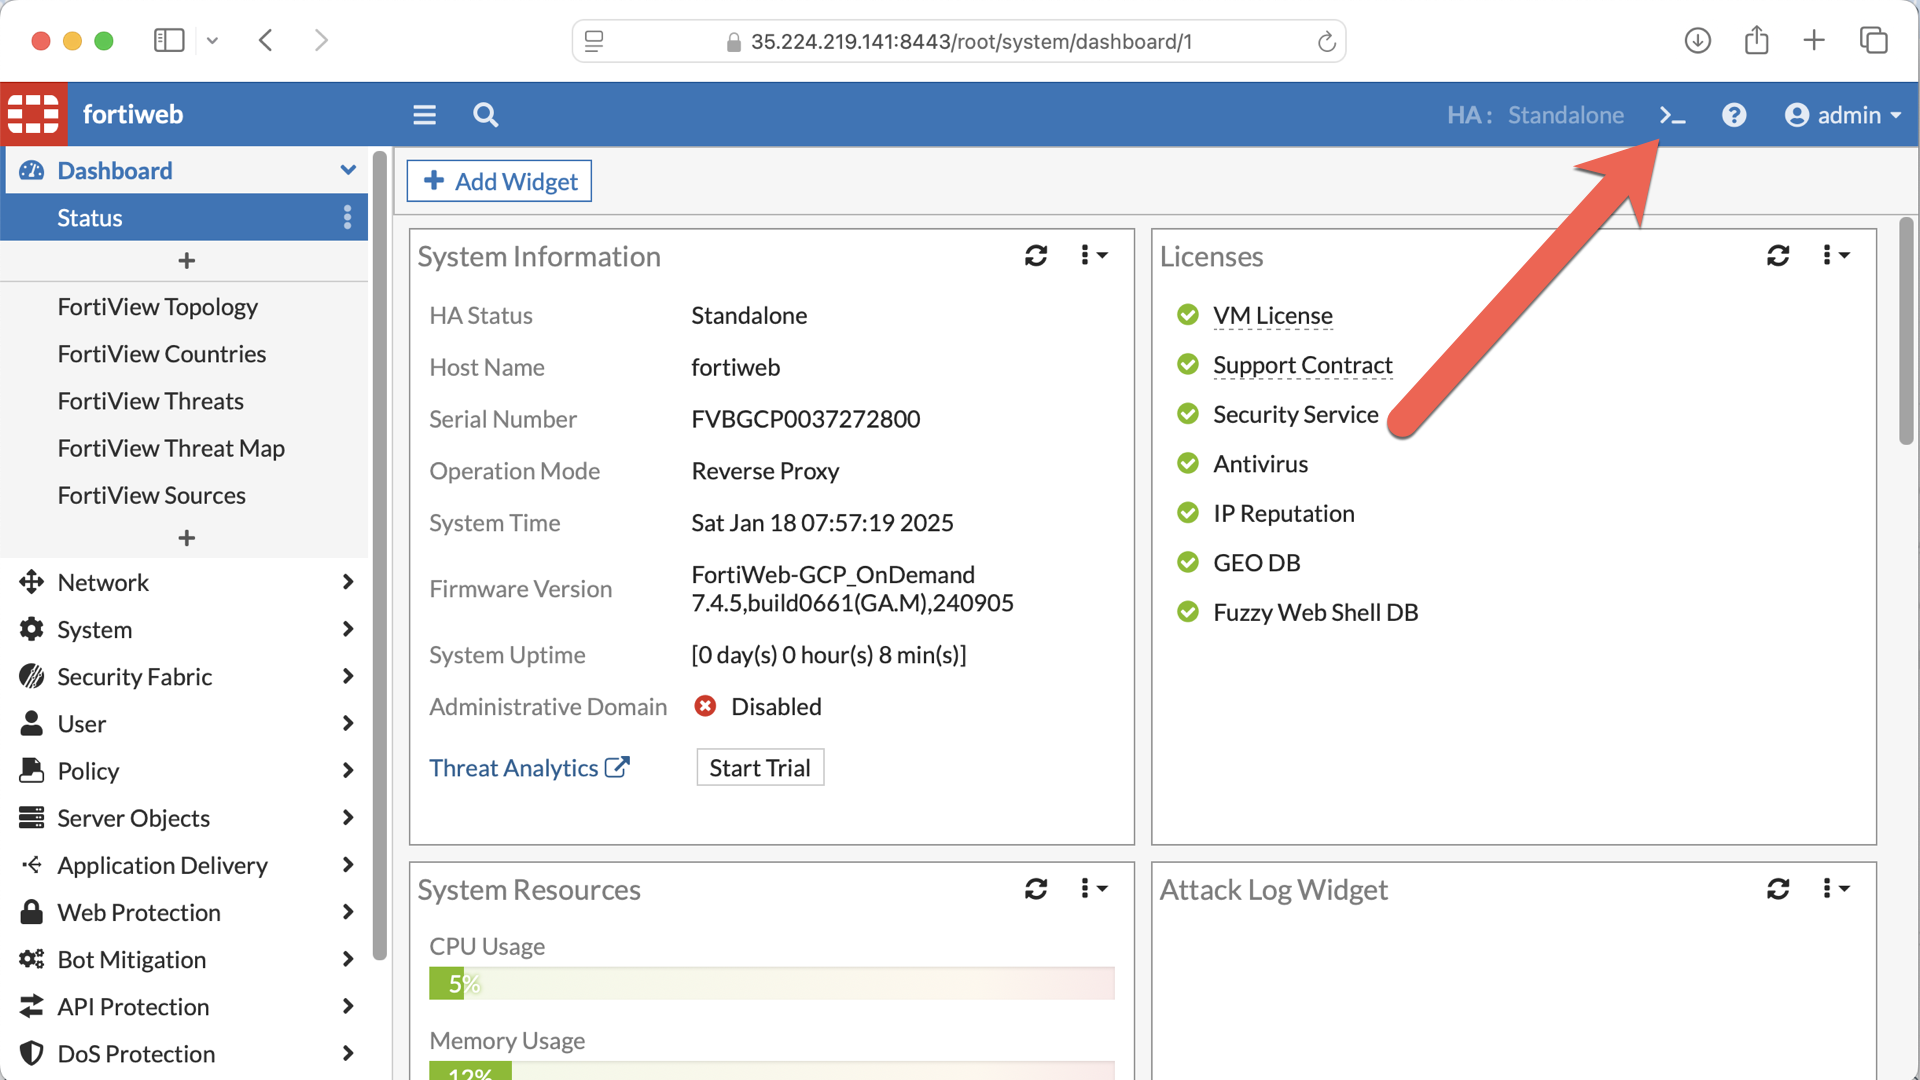 35.224.219.141:8443/root/system/dashboard/1
fortiweb
HA: Standalone
admin
Dashboard
Status
FortiView Topology
FortiView Countries
FortiView Threats
FortiView Threat Map
FortiView Sources
Network
System
Security Fabric
User
Policy
Server Objects
Application Delivery
Web Protection
Bot Mitigation
API Protection
DoS Protection
Add Widget
System Information
HA Status Standalone
Host Name fortiweb
Serial Number FVBGCP0037272800
Operation Mode Reverse Proxy
System Time Sat Jan 18 07:57:19 2025
Firmware Version FortiWeb-GCP_OnDemand
7.4.5,build0661(GA.M),240905
System Uptime [0 day(s) 0 hour(s) 8 min(s)]
Administrative Domain Disabled
Threat Analytics Start Trial
Licenses
VM License
Support Contract
Security Service
Antivirus
IP Reputation
GEO DB
Fuzzy Web Shell DB
System Resources
CPU Usage
5%
Memory Usage
12%
Attack Log Widget